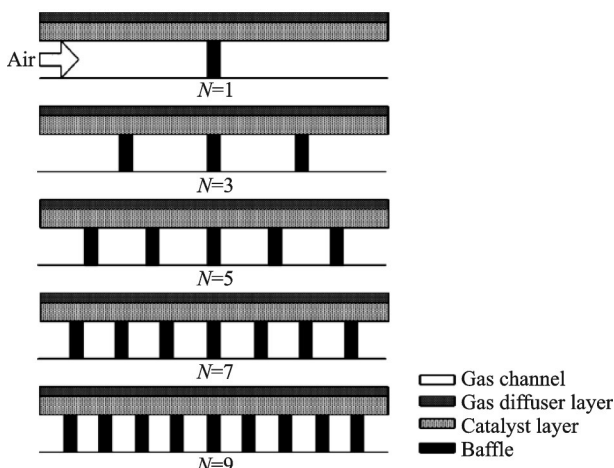 Air
N=1
N=3
N=5
N=7
N=9
Gas channel
Gas diffuser layer
Catalyst layer
Baffle